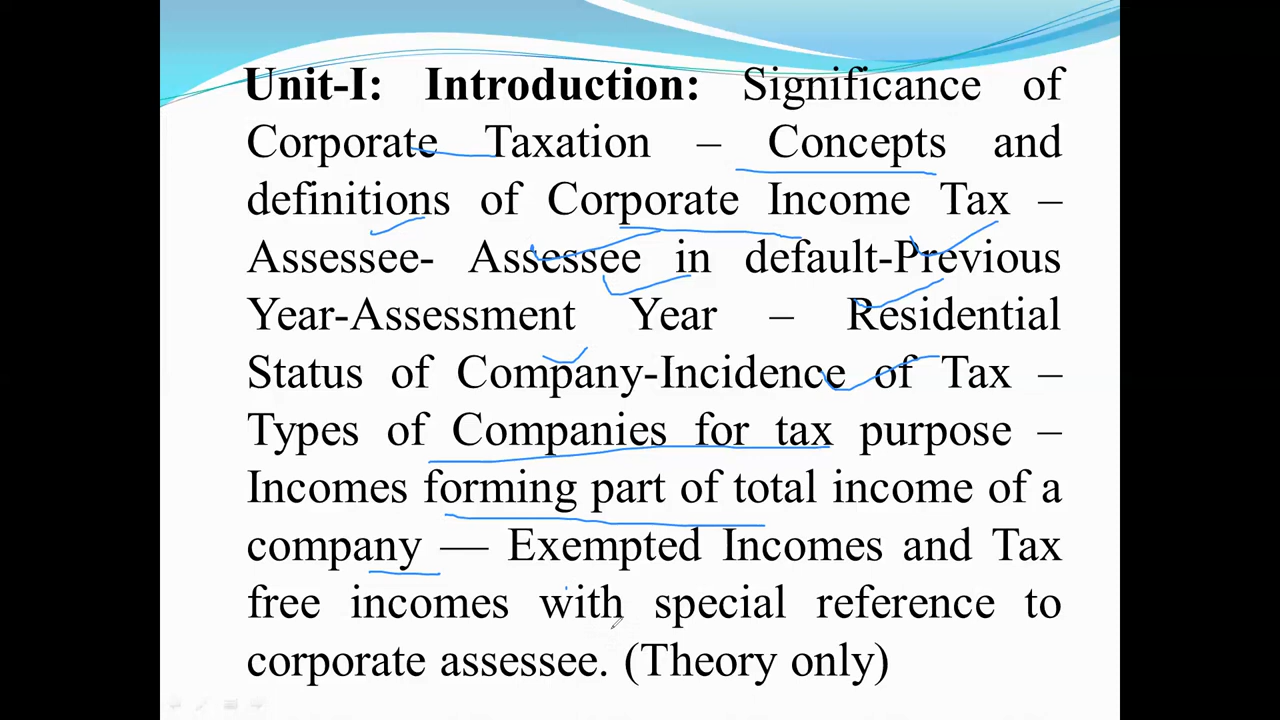 Unit-I: Introduction: Significance of
Corporate Taxation – Concepts and
definitions of Corporate Income Tax –
Assessee- Assessee in default-Previous
Year-Assessment Year – Residential
Status of Company-Incidence of Tax –
Types of Companies for tax purpose –
Incomes forming part of total income of a
company — Exempted Incomes and Tax
free incomes with special reference to
corporate assessee. (Theory only)